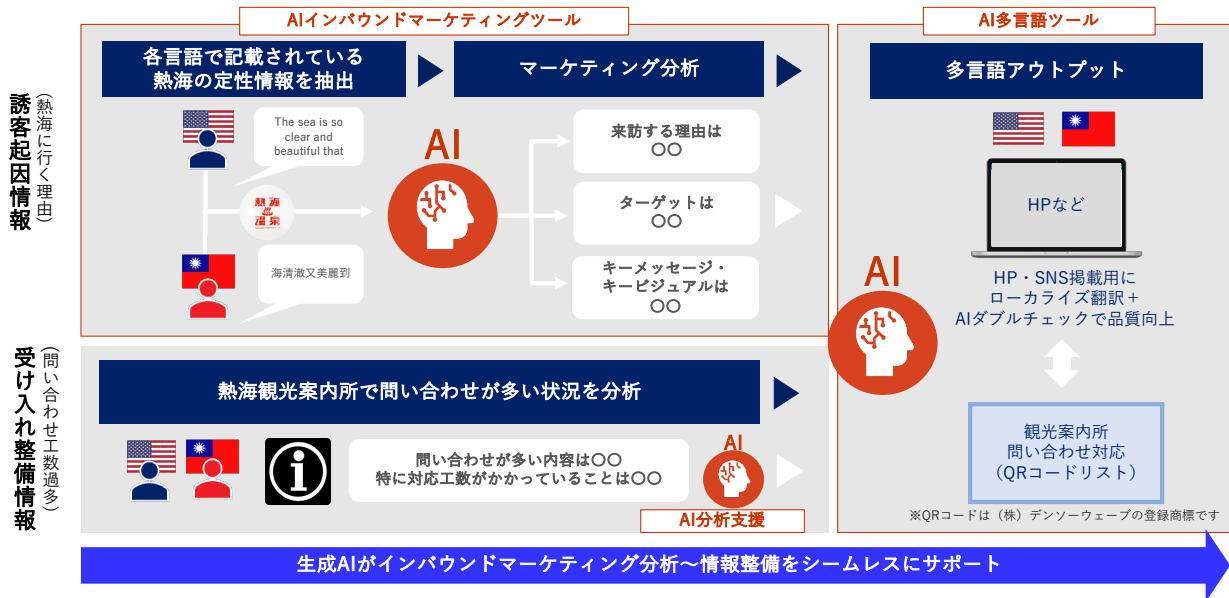 AIインバウンドマーケティングツール
AI多言語ツール
誘客起因情報
(熱海に行く理由)
各言語で記載されている
熱海の定性情報を抽出
マーケティング分析
多言語アウトプット
The sea is so
clear and
beautiful that
熱海
温泉
海清澈又美麗到
AI
来訪する理由は
〇〇
ターゲットは
〇〇
キーメッセージ・
キービジュアルは
〇〇
HPなど
AI
HP・SNS掲載用に
ローカライズ翻訳＋
AIダブルチェックで品質向上
受け入れ整備情報
(問い合わせ工数過多)
熱海観光案内所で問い合わせが多い状況を分析
問い合わせが多い内容は〇〇
特に対応工数がかかっていることは〇〇
AI
AI分析支援
観光案内所
問い合わせ対応
（QRコードリスト）
※QRコードは（株）デンソーウェーブの登録商標です
生成AIがインバウンドマーケティング分析～情報整備をシームレスにサポート